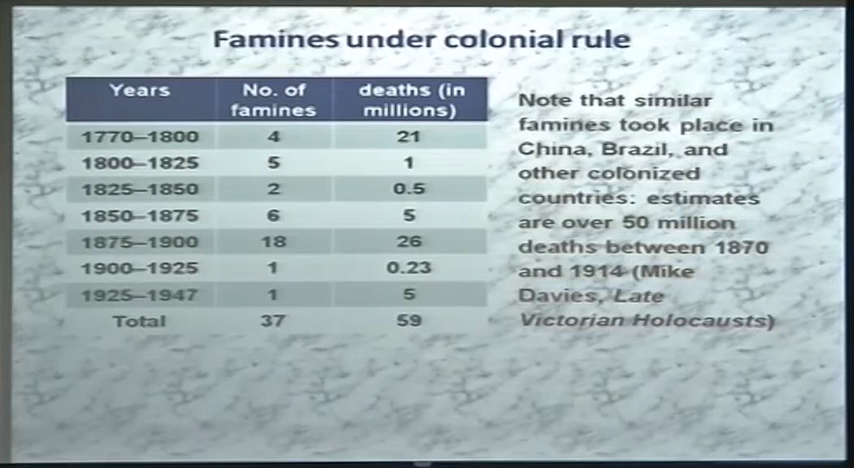 Famines under colonial rule
Years No. of famines deaths (in millions)
1770–1800 4 21
1800–1825 5 1
1825–1850 2 0.5
1850–1875 6 5
1875–1900 18 26
1900–1925 1 0.23
1925–1947 1 5
Total 37 59
Note that similar
famines took place in
China, Brazil, and
other colonized
countries: estimates
are over 50 million
deaths between 1870
and 1914 (Mike
Davies, Late
Victorian Holocausts)